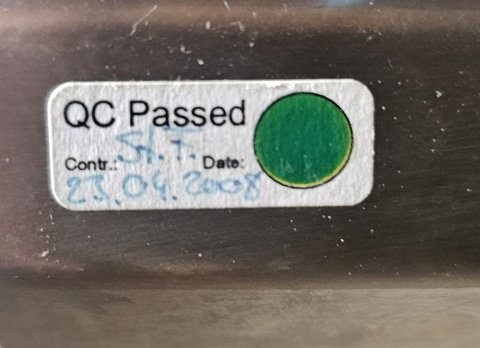 QC Passed
Contr.: St.F. Date:
23.04.2008